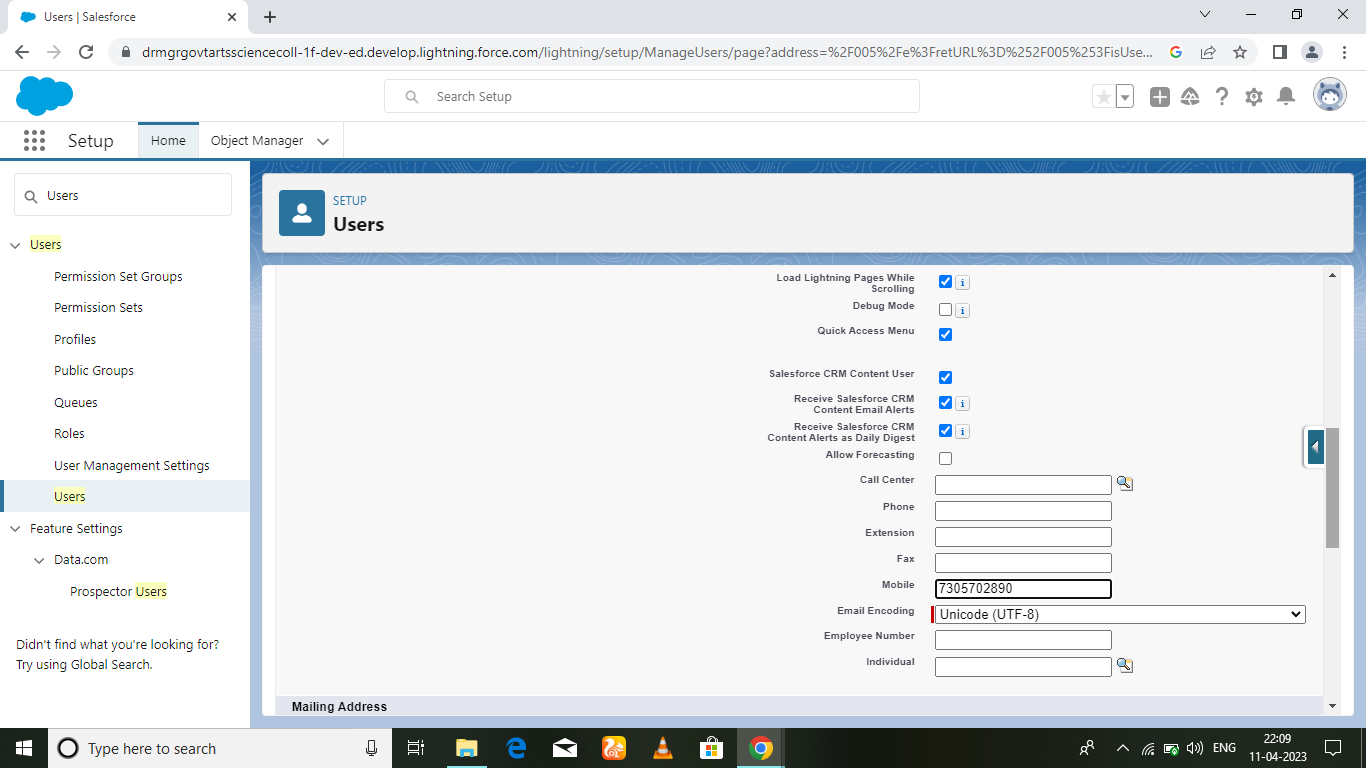 Users | Salesforce
drmgrgovtartssciencecoll-1f-dev-ed.develop.lightning.force.com/lightning/setup/ManageUsers/page?address=%2F005%2Fe%3FretURL%3D%252F005%253FisUse...
Search Setup
Setup
Home
Object Manager
Users
SETUP
Users
Users
Permission Set Groups
Permission Sets
Profiles
Public Groups
Queues
Roles
User Management Settings
Users
Feature Settings
Data.com
Prospector Users
Didn't find what you're looking for?
Try using Global Search.
Load Lightning Pages While
Scrolling
Debug Mode
Quick Access Menu
Salesforce CRM Content User
Receive Salesforce CRM
Content Email Alerts
Receive Salesforce CRM
Content Alerts as Daily Digest
Allow Forecasting
Call Center
Phone
Extension
Fax
Mobile 7305702890
Email Encoding Unicode (UTF-8)
Employee Number
Individual
Mailing Address
Type here to search
ENG
22:09
11-04-2023